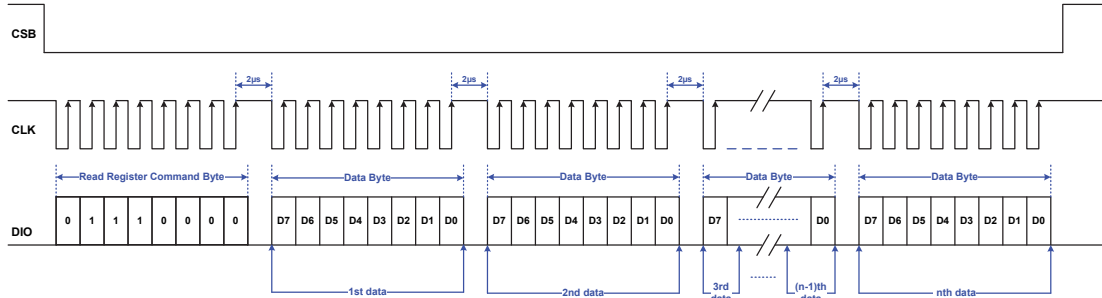 CSB
2µs 2µs 2µs 2µs
CLK
Read Register Command Byte Data Byte Data Byte Data Byte Data Byte
DIO 0 1 1 1 0 0 0 0 D7 D6 D5 D4 D3 D2 D1 D0 D7 D6 D5 D4 D3 D2 D1 D0 D7 D0 D7 D6 D5 D4 D3 D2 D1 D0
1st data 2nd data 3rd data (n-1)th data nth data